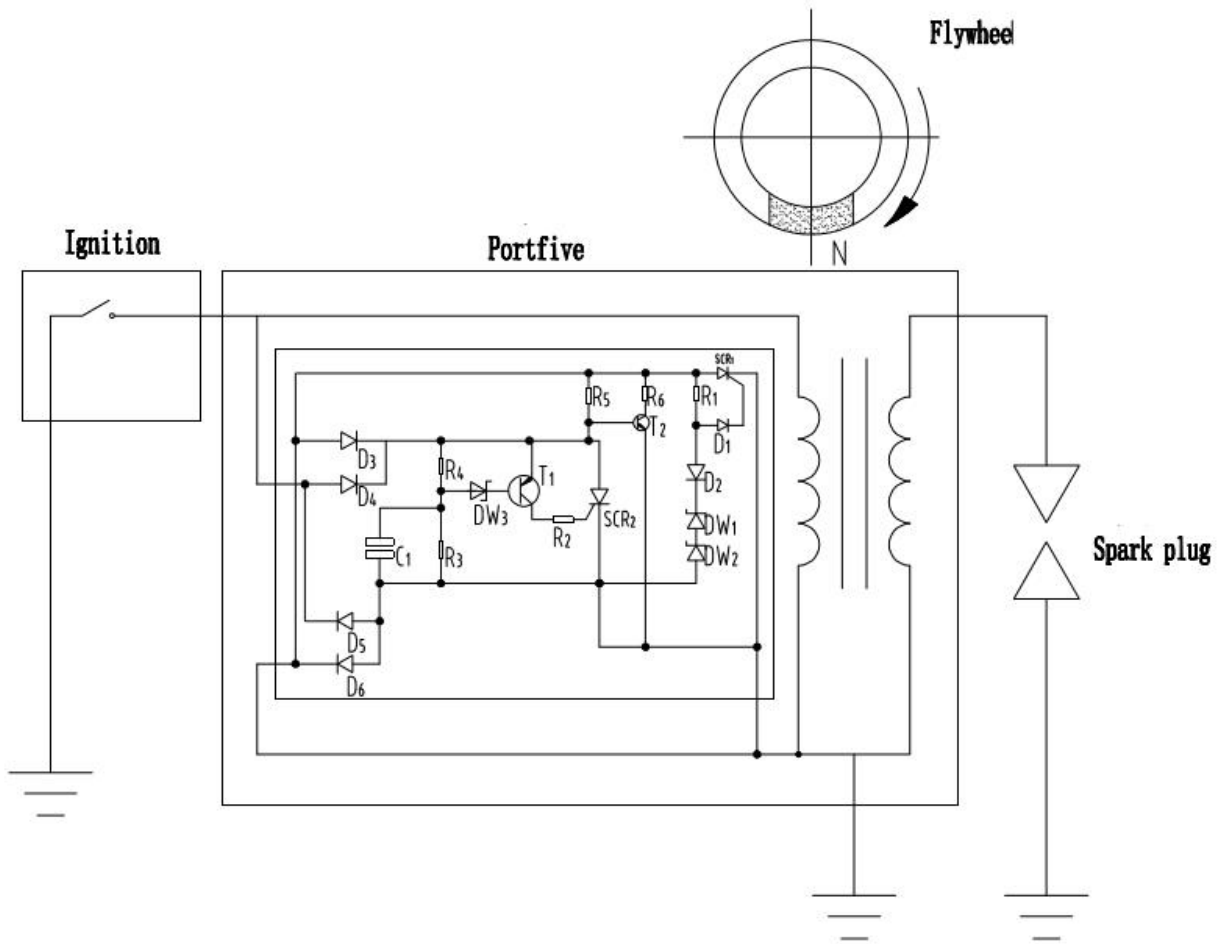 Flywheel
Ignition
Portfive
N
SCR1
R5
R6
R1
T2
D1
D3
R4
T1
D2
D4
DW3
SCR2
DW1
R2
C1
R3
DW2
Spark plug
D5
D6